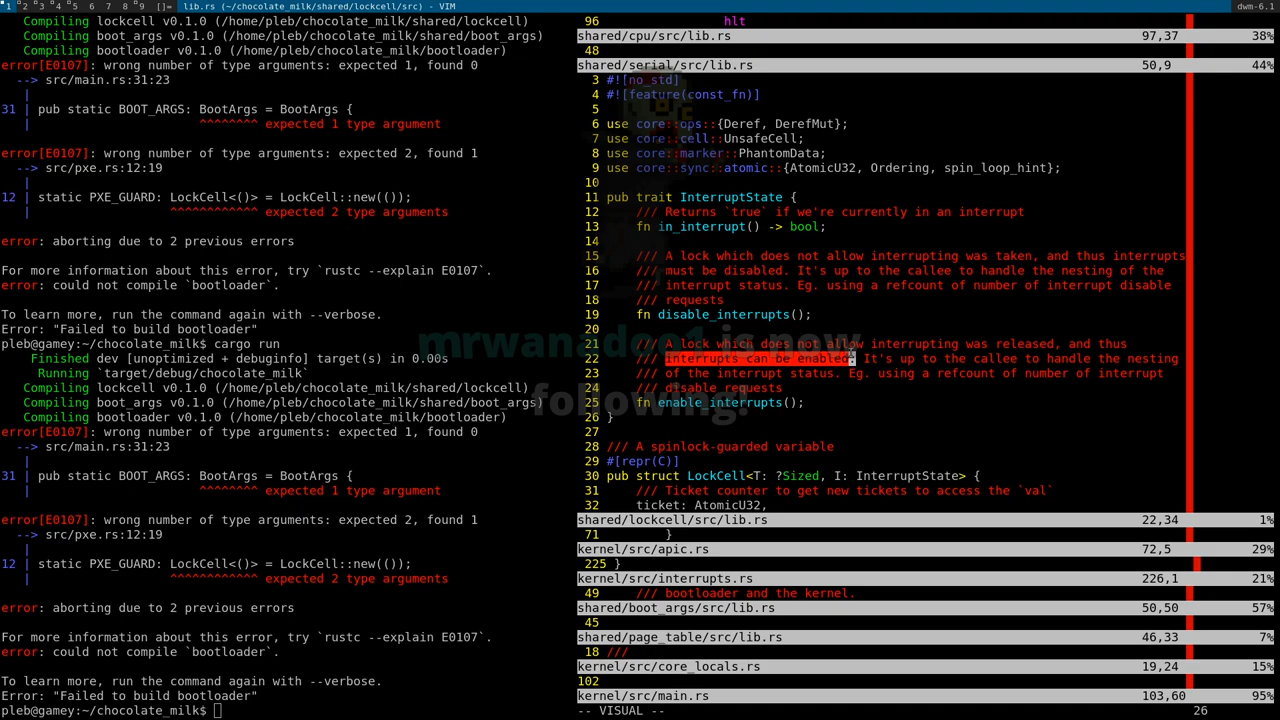 1 2 3 4 5 6 7 8 9 []= lib.rs (~/chocolate_milk/shared/lockcell/src) - VIM dwm-6.1
Compiling lockcell v0.1.0 (/home/pleb/chocolate_milk/shared/lockcell)
Compiling boot_args v0.1.0 (/home/pleb/chocolate_milk/shared/boot_args)
Compiling bootloader v0.1.0 (/home/pleb/chocolate_milk/bootloader)
error[E0107]: wrong number of type arguments: expected 1, found 0
--> src/main.rs:31:23
|
31 | pub static BOOT_ARGS: BootArgs = BootArgs {
| ^^^^^^^^ expected 1 type argument
error[E0107]: wrong number of type arguments: expected 2, found 1
--> src/pxe.rs:12:19
|
12 | static PXE_GUARD: LockCell<()> = LockCell::new(());
| ^^^^^^^^^^^^ expected 2 type arguments
error: aborting due to 2 previous errors
For more information about this error, try `rustc --explain E0107`.
error: could not compile `bootloader`.
To learn more, run the command again with --verbose.
Error: "Failed to build bootloader"
pleb@gamey:~/chocolate_milk$ cargo run
Finished dev [unoptimized + debuginfo] target(s) in 0.00s
Running `target/debug/chocolate_milk`
Compiling lockcell v0.1.0 (/home/pleb/chocolate_milk/shared/lockcell)
Compiling boot_args v0.1.0 (/home/pleb/chocolate_milk/shared/boot_args)
Compiling bootloader v0.1.0 (/home/pleb/chocolate_milk/bootloader)
error[E0107]: wrong number of type arguments: expected 1, found 0
--> src/main.rs:31:23
|
31 | pub static BOOT_ARGS: BootArgs = BootArgs {
| ^^^^^^^^ expected 1 type argument
error[E0107]: wrong number of type arguments: expected 2, found 1
--> src/pxe.rs:12:19
|
12 | static PXE_GUARD: LockCell<()> = LockCell::new(());
| ^^^^^^^^^^^^ expected 2 type arguments
error: aborting due to 2 previous errors
For more information about this error, try `rustc --explain E0107`.
error: could not compile `bootloader`.
To learn more, run the command again with --verbose.
Error: "Failed to build bootloader"
pleb@gamey:~/chocolate_milk$
96 hlt
shared/cpu/src/lib.rs 97,37 38%
48
shared/serial/src/lib.rs 50,9 44%
3 #![no_std]
4 #![feature(const_fn)]
5
6 use core::ops::{Deref, DerefMut};
7 use core::cell::UnsafeCell;
8 use core::marker::PhantomData;
9 use core::sync::atomic::{AtomicU32, Ordering, spin_loop_hint};
10
11 pub trait InterruptState {
12 /// Returns `true` if we're currently in an interrupt
13 fn in_interrupt() -> bool;
14
15 /// A lock which does not allow interrupting was taken, and thus interrupts
16 /// must be disabled. It's up to the callee to handle the nesting of the
17 /// interrupt status. Eg. using a refcount of number of interrupt disable
18 /// requests
19 fn disable_interrupts();
20
21 /// A lock which does not allow interrupting was released, and thus
22 /// interrupts can be enabled. It's up to the callee to handle the nesting
23 /// of the interrupt status. Eg. using a refcount of number of interrupt
24 /// disable requests
25 fn enable_interrupts();
26 }
27
28 /// A spinlock-guarded variable
29 #[repr(C)]
30 pub struct LockCell<T: ?Sized, I: InterruptState> {
31 /// Ticket counter to get new tickets to access the `val`
32 ticket: AtomicU32,
shared/lockcell/src/lib.rs 22,34 1%
71 }
kernel/src/apic.rs 72,5 29%
225 }
kernel/src/interrupts.rs 226,1 21%
49 /// bootloader and the kernel.
shared/boot_args/src/lib.rs 50,50 57%
45
shared/page_table/src/lib.rs 46,33 7%
18 ///
kernel/src/core_locals.rs 19,24 15%
102
kernel/src/main.rs 103,60 95%
-- VISUAL -- 26
mrwanadoo1 is now
following!